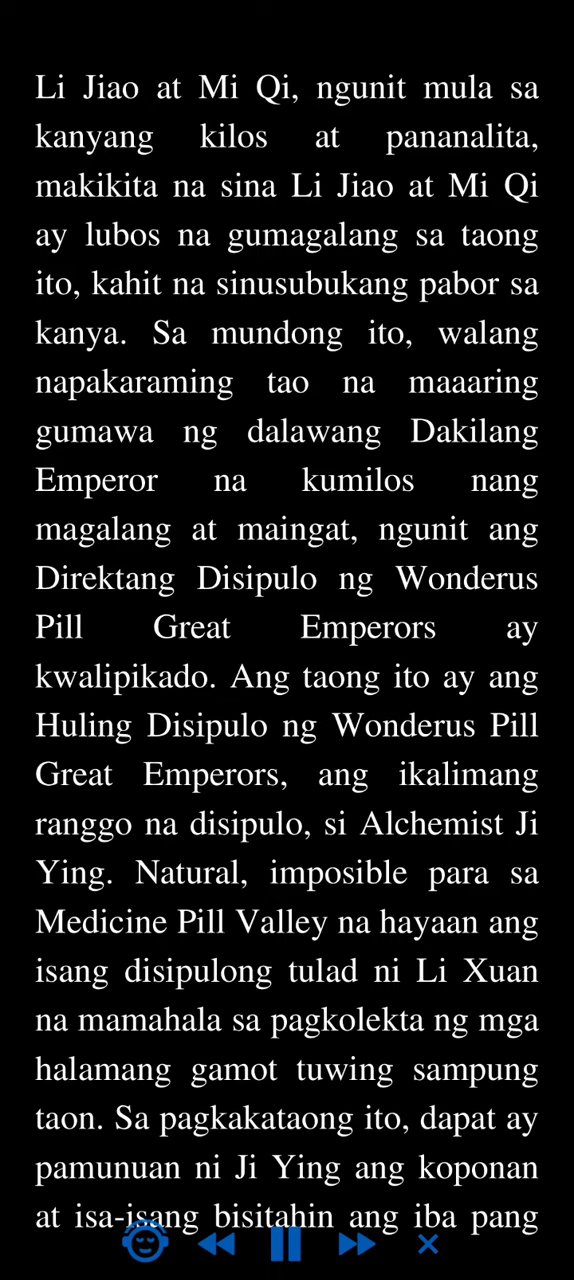 Li Jiao at Mi Qi, ngunit mula sa
kanyang kilos at pananalita,
makikita na sina Li Jiao at Mi Qi
ay lubos na gumagalang sa taong
ito, kahit na sinusubukang pabor sa
kanya. Sa mundong ito, walang
napakaraming tao na maaaring
gumawa ng dalawang Dakilang
Emperor na kumilos nang
magalang at maingat, ngunit ang
Direktang Disipulo ng Wonderus
Pill Great Emperors ay
kwalipikado. Ang taong ito ay ang
Huling Disipulo ng Wonderus Pill
Great Emperors, ang ikalimang
ranggo na disipulo, si Alchemist Ji
Ying. Natural, imposible para sa
Medicine Pill Valley na hayaan ang
isang disipulong tulad ni Li Xuan
na mamahala sa pagkolekta ng mga
halamang gamot tuwing sampung
taon. Sa pagkakataong ito, dapat ay
pamunuan ni Ji Ying ang koponan
at isa-isang bisitahin ang iba pang